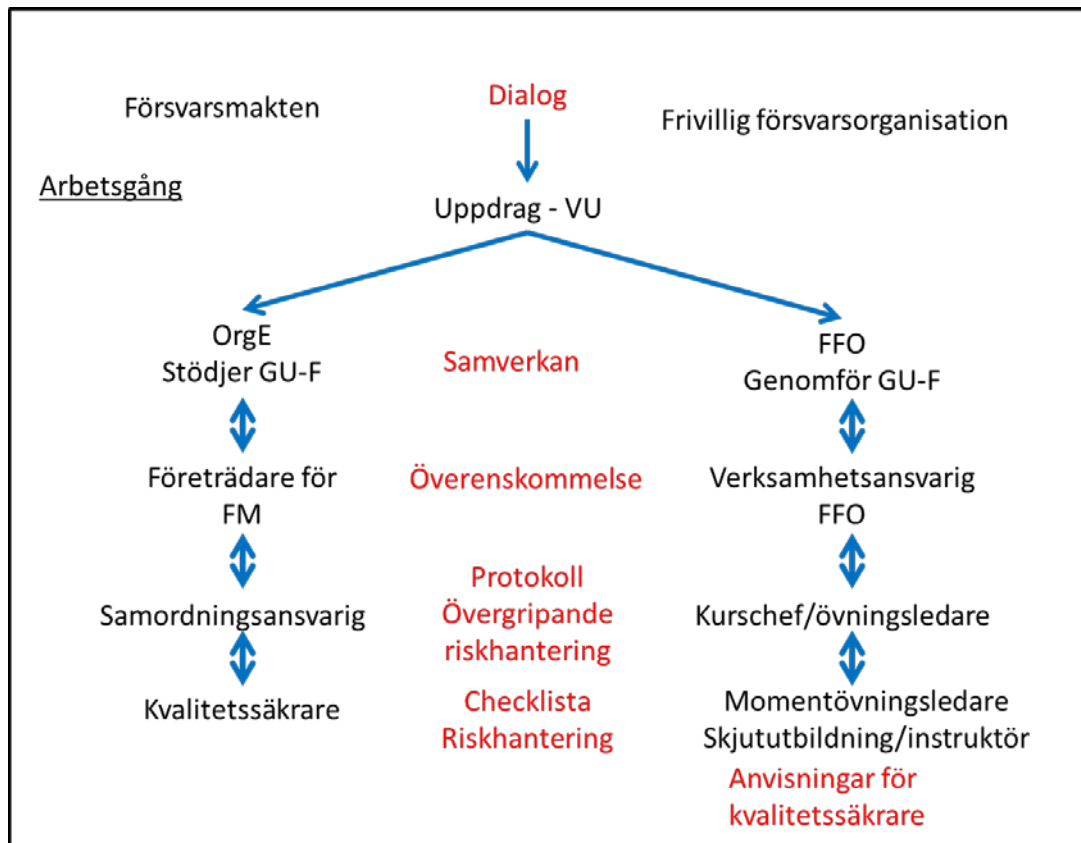 Försvarsmakten
Dialog
Frivillig försvarsorganisation
Arbetsgång
Uppdrag - VU
OrgE
Stödjer GU-F
Samverkan
FFO
Genomför GU-F
Företrädare för
FM
Överenskommelse
Verksamhetsansvarig
FFO
Samordningsansvarig
Protokoll
Övergripande
riskhantering
Kurschef/övningsledare
Kvalitetssäkrare
Checklista
Riskhantering
Momentövningsledare
Skjututbildning/instruktör
Anvisningar för
kvalitetssäkrare